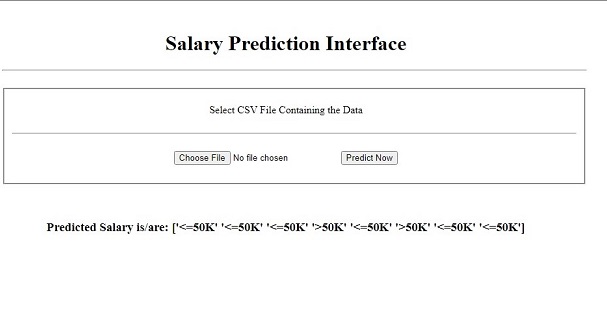 Salary Prediction Interface
Select CSV File Containing the Data
Choose File No file chosen Predict Now
Predicted Salary is/are: ['<=50K' '<=50K' '<=50K' '>50K' '<=50K' '>50K' '<=50K' '<=50K']